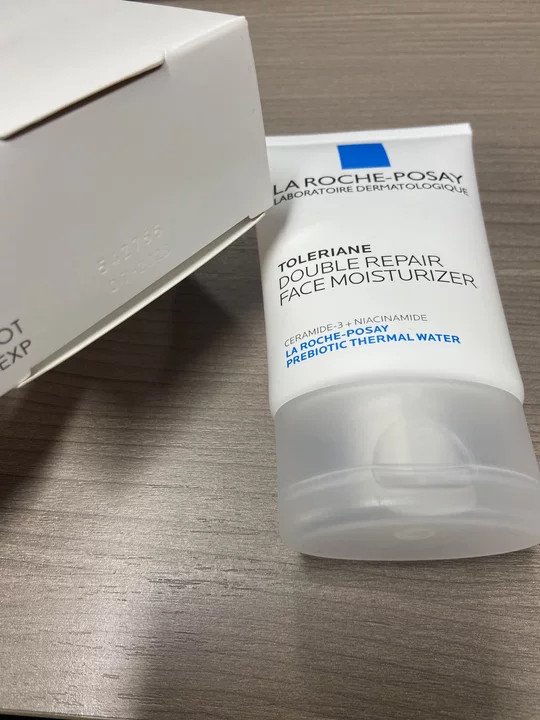 OT
EXP
LA ROCHE-POSAY
LABORATOIRE DERMATOLOGIQUE
TOLERIANE
DOUBLE REPAIR
FACE MOISTURIZER
CERAMIDE-3 + NIACINAMIDE
LA ROCHE-POSAY
PREBIOTIC THERMAL WATER